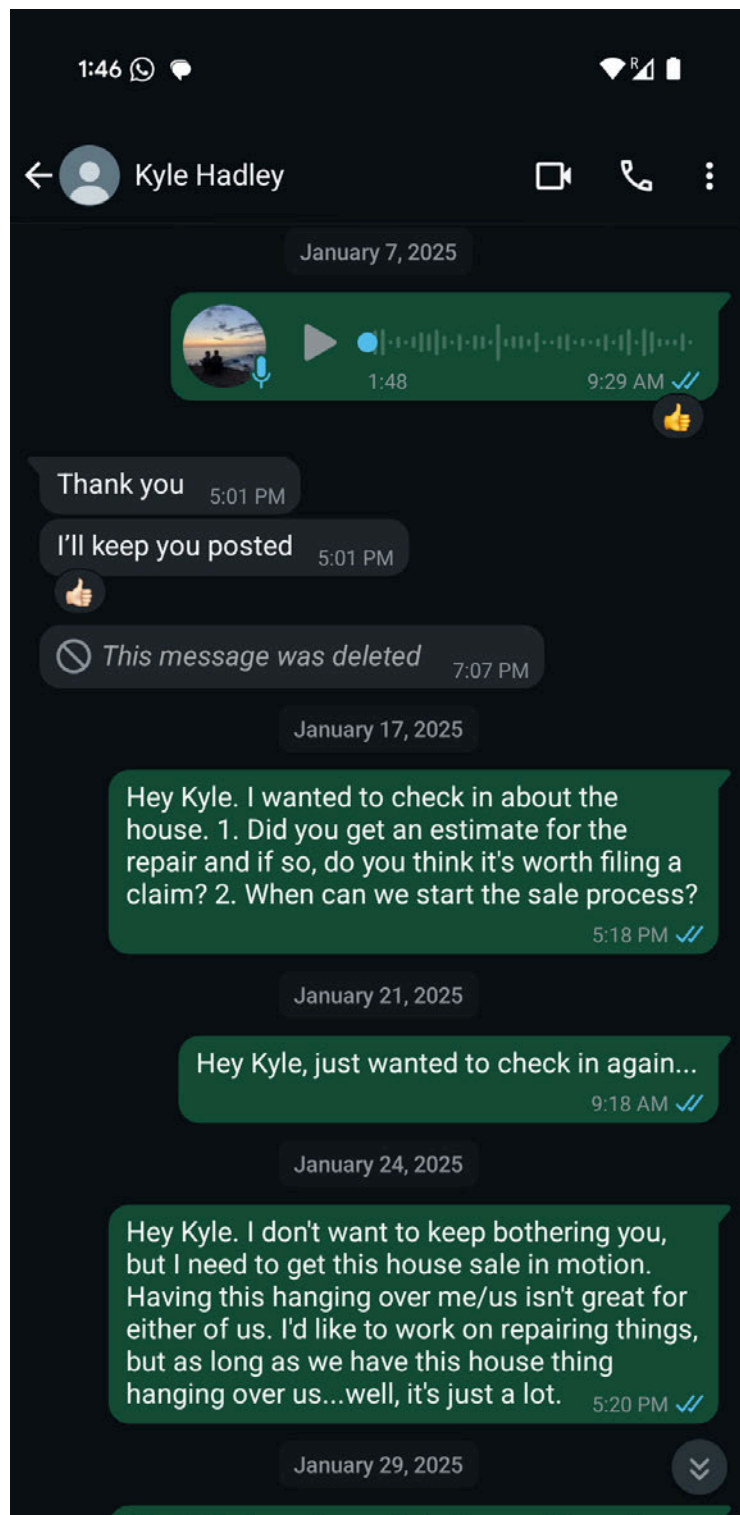 1:46
R
Kyle Hadley
January 7, 2025
1:48
9:29 AM
Thank you
5:01 PM
I'll keep you posted
5:01 PM
This message was deleted
7:07 PM
January 17, 2025
Hey Kyle. I wanted to check in about the
house. 1. Did you get an estimate for the
repair and if so, do you think it's worth filing a
claim? 2. When can we start the sale process?
5:18 PM
January 21, 2025
Hey Kyle, just wanted to check in again...
9:18 AM
January 24, 2025
Hey Kyle. I don't want to keep bothering you,
but I need to get this house sale in motion.
Having this hanging over me/us isn't great for
either of us. I'd like to work on repairing things,
but as long as we have this house thing
hanging over us...well, it's just a lot.
5:20 PM
January 29, 2025